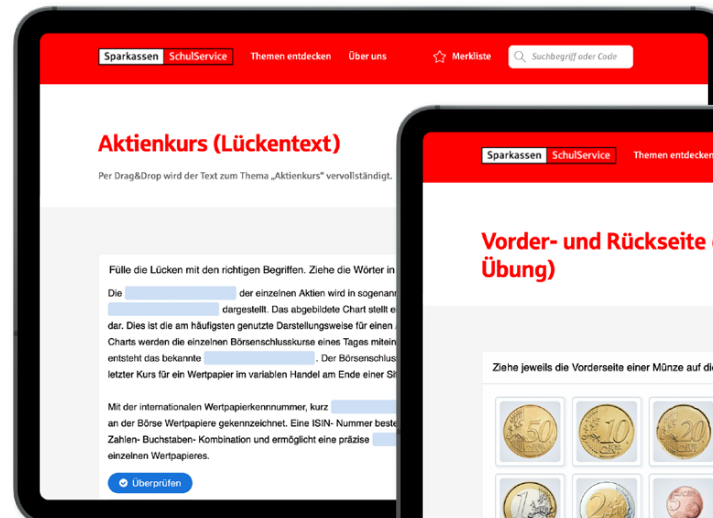 Sparkassen SchulService Themen entdecken Über uns Merkliste Suchbegriff oder Code
Aktienkurs (Lückentext)
Per Drag&Drop wird der Text zum Thema „Aktienkurs" vervollständigt.
Fülle die Lücken mit den richtigen Begriffen. Ziehe die Wörter in
Die der einzelnen Aktien wird in sogenann
dargestellt. Das abgebildete Chart stellt e
dar. Dies ist die am häufigsten genutzte Darstellungsweise für einen
Charts werden die einzelnen Börsenschlusskurse eines Tages mitein
entsteht das bekannte . Der Börsenschlus
letzter Kurs für ein Wertpapier im variablen Handel am Ende einer Si
Mit der internationalen Wertpapierkennnummer, kurz
an der Börse Wertpapiere gekennzeichnet. Eine ISIN- Nummer beste
Zahlen- Buchstaben- Kombination und ermöglicht eine präzise
einzelnen Wertpapieres.
Überprüfen
Sparkassen SchulService Themen entdecken
Vorder- und Rückseite
Übung)
Ziehe jeweils die Vorderseite einer Münze auf die
50
10
20
1
2
5